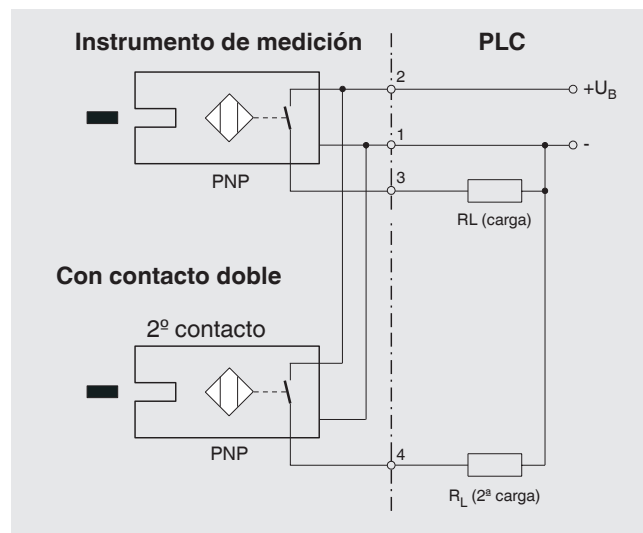 Instrumento de medición
PLC
2
+UB
1
-
PNP
3
RL (carga)
Con contacto doble
2º contacto
PNP
4
RL (2ª carga)